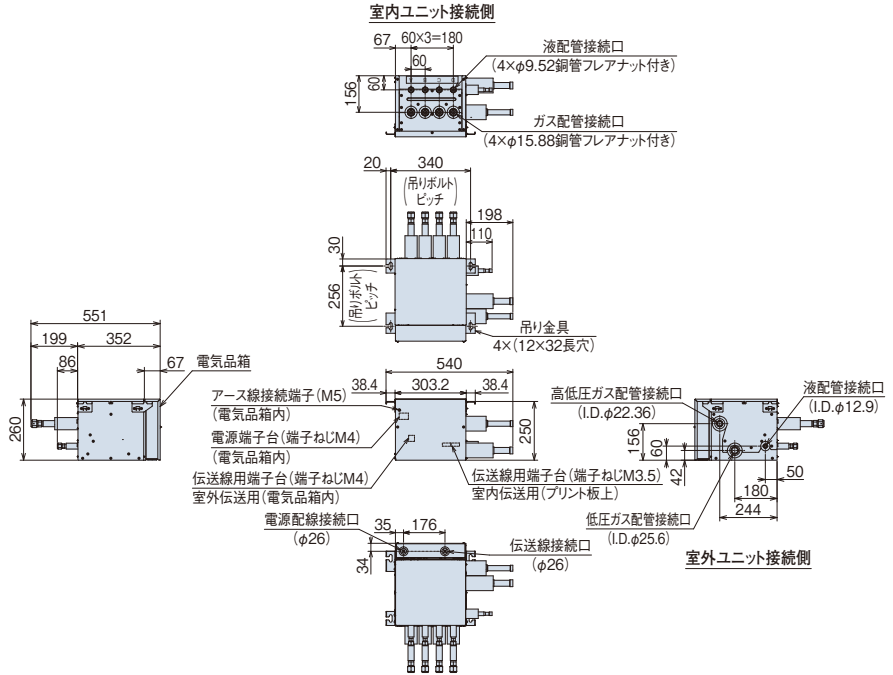 室内ユニット接続側
67 60×3=180
60
液配管接続口
(4×φ9.52銅管フレアナット付き)
156
60
ガス配管接続口
(4×φ15.88銅管フレアナット付き)
20 340
(吊りボルト
ピッチ)
198
110
30
256
(吊りボルト
ピッチ)
吊り金具
4×(12×32長穴)
551
199 352
86
67
電気品箱
260
540
38.4 303.2 38.4
アース線接続端子(M5)
(電気品箱内)
電源端子台(端子ねじM4)
(電気品箱内)
伝送線用端子台(端子ねじM4)
室外伝送用(電気品箱内)
250
伝送線用端子台(端子ねじM3.5)
室内伝送用(プリント板上)
高低圧ガス配管接続口
(I.D.φ22.36)
液配管接続口
(I.D.φ12.9)
156
60
42
50
180
244
低圧ガス配管接続口
(I.D.φ25.6)
室外ユニット接続側
電源配線接続口
(φ26)
35 176
34
伝送線接続口
(φ26)